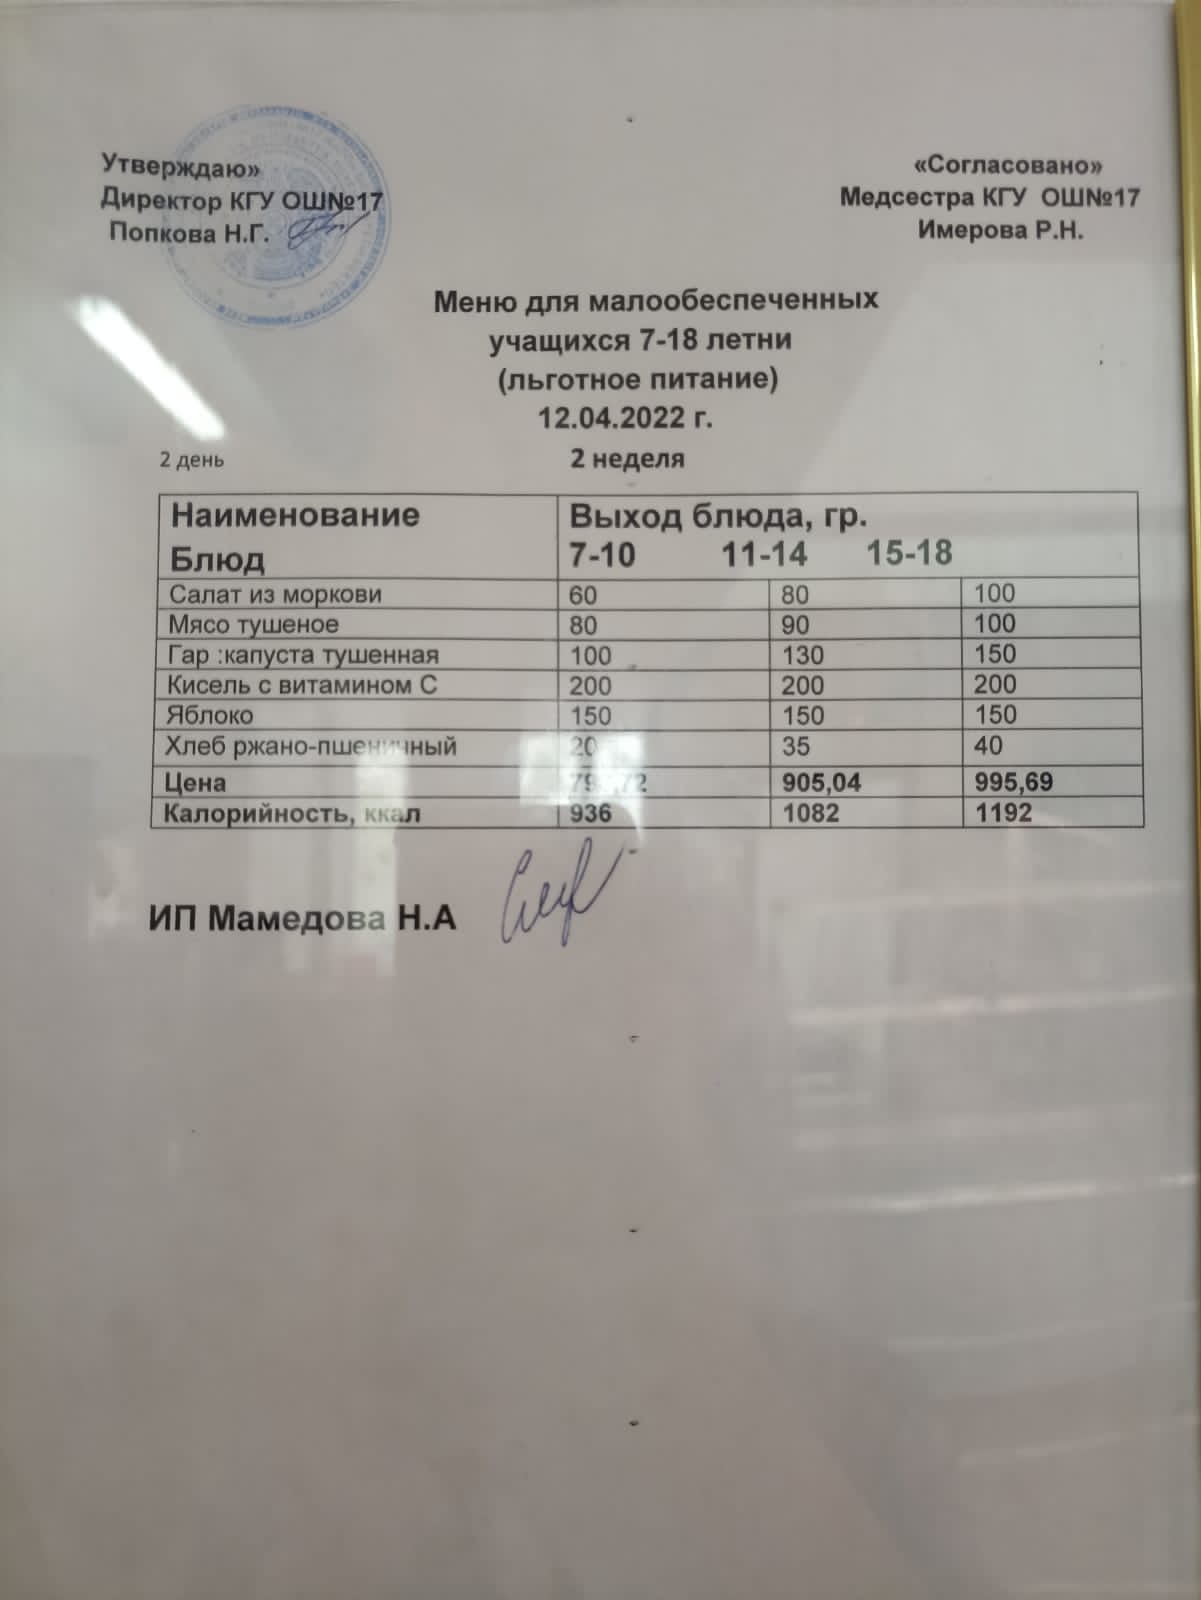 Утверждаю»
Директор КГУ ОШ№17
Попкова Н.Г.
«Согласовано»
Медсестра КГУ ОШ№17
Имерова Р.Н.
Меню для малообеспеченных
учащихся 7-18 летни
(льготное питание)
12.04.2022 г.
2 день 2 неделя
Наименование Блюд Выход блюда, гр.
7-10 11-14 15-18
Салат из моркови 60 80 100
Мясо тушеное 80 90 100
Гар :капуста тушенная 100 130 150
Кисель с витамином С 200 200 200
Яблоко 150 150 150
Хлеб ржано-пшеничный 20 35 40
Цена 905,04 995,69
Калорийность, ккал 936 1082 1192
ИП Мамедова Н.А